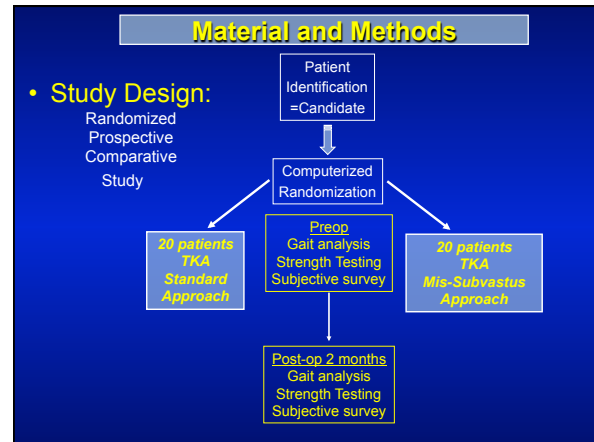 Material and Methods
• Study Design:
Randomized
Prospective
Comparative
Study
Patient
Identification
=Candidate
Computerized
Randomization
20 patients
TKA
Standard
Approach
Preop
Gait analysis
Strength Testing
Subjective survey
20 patients
TKA
Mis-Subvastus
Approach
Post-op 2 months
Gait analysis
Strength Testing
Subjective survey